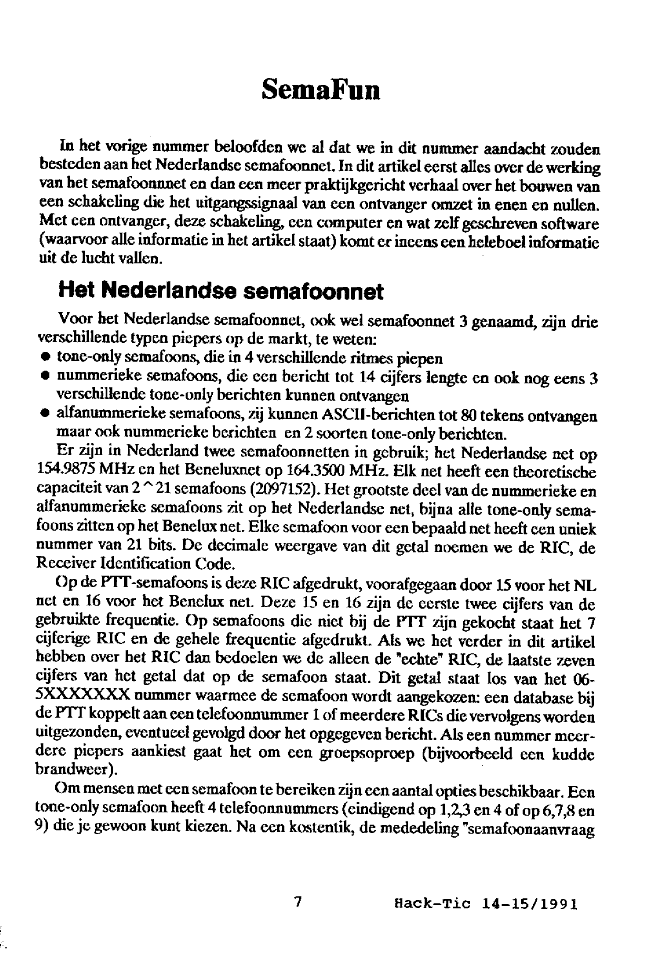 SemaFun
In het vorige nummer beloofden we al dat we in dit nummer aandacht zouden
besteden aan het Nederlandse semafoonnet. In dit artikel eerst alles over de werking
van het semafoonnnet en dan een meer praktijkgericht verhaal over het bouwen van
een schakeling die het uitgangssignaal van een ontvanger omzet in enen en nullen.
Met een ontvanger, deze schakeling, een computer en wat zelf geschreven software
(waarvoor alle informatie in het artikel staat) komt er ineens een heleboel informatie
uit de lucht vallen.
Het Nederlandse semafoonnet
Voor het Nederlandse semafoonnet, ook wel semafoonnet 3 genaamd, zijn drie
verschillende typen piepers op de markt, te weten:
● tone-only semafoons, die in 4 verschillende ritmes piepen
● nummerieke semafoons, die een bericht tot 14 cijfers lengte en ook nog eens 3
verschillende tone-only berichten kunnen ontvangen
● alfanummerieke semafoons, zij kunnen ASCII-berichten tot 80 tekens ontvangen
maar ook nummerieke berichten en 2 soorten tone-only berichten.
Er zijn in Nederland twee semafoonnetten in gebruik; het Nederlandse net op
154.9875 MHz en het Beneluxnet op 164.3500 MHz. Elk net heeft een theoretische
capaciteit van 2^21 semafoons (2097152). Het grootste deel van de nummerieke en
alfanummerieke semafoons zit op het Nederlandse net, bijna alle tone-only sema-
foons zitten op het Benelux net. Elke semafoon voor een bepaald net heeft een uniek
nummer van 21 bits. De decimale weergave van dit getal noemen we de RIC, de
Receiver Identification Code.
Op de PTT-semafoons is deze RIC afgedrukt, voorafgegaan door 15 voor het NL
net en 16 voor het Benelux net. Deze 15 en 16 zijn de eerste twee cijfers van de
gebruikte frequentie. Op semafoons die niet bij de PTT zijn gekocht staat het 7
cijferige RIC en de gehele frequentie afgedrukt. Als we het verder in dit artikel
hebben over het RIC dan bedoelen we de alleen de "echte" RIC, de laatste zeven
cijfers van het getal dat op de semafoon staat. Dit getal staat los van het 06-
5XXXXXXX nummer waarmee de semafoon wordt aangekozen: een database bij
de PTT koppelt aan een telefoonnummer 1 of meerdere RICs die vervolgens worden
uitgezonden, eventueel gevolgd door het opgegeven bericht. Als een nummer meer-
dere piepers aankiest gaat het om een groepsoproep (bijvoorbeeld een kudde
brandweer).
Om mensen met een semafoon te bereiken zijn een aantal opties beschikbaar. Een
tone-only semafoon heeft 4 telefoonnummers (eindigend op 1,2,3 en 4 of op 6,7,8 en
9) die je gewoon kunt kiezen. Na een kostentik, de mededeling "semafoonaanvraag
7 Hack-Tic 14-15/1991